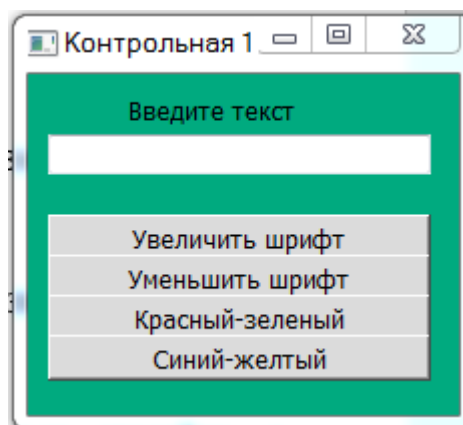 Контрольная 1
Введите текст
Увеличить шрифт
Уменьшить шрифт
Красный-зеленый
Синий-желтый